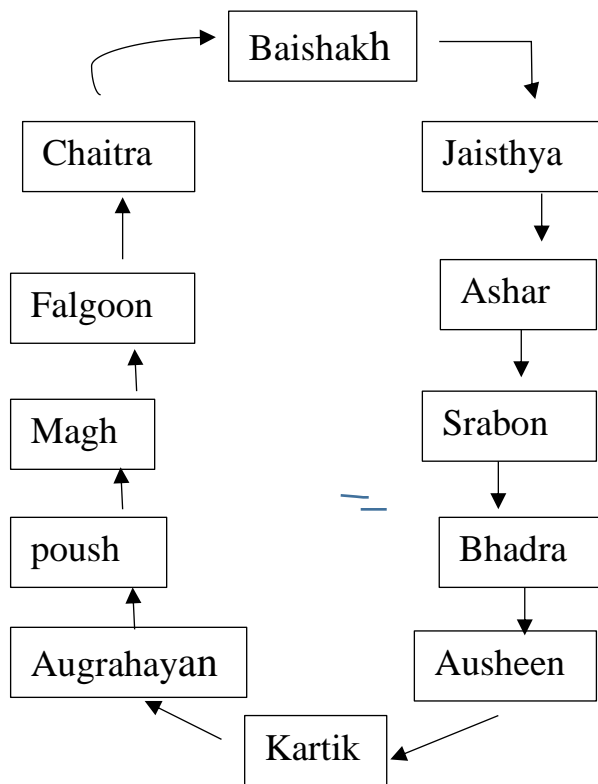 Baishakh
Jaisthya
Ashar
Srabon
Bhadra
Ausheen
Kartik
Augrahayan
poush
Magh
Falgoon
Chaitra